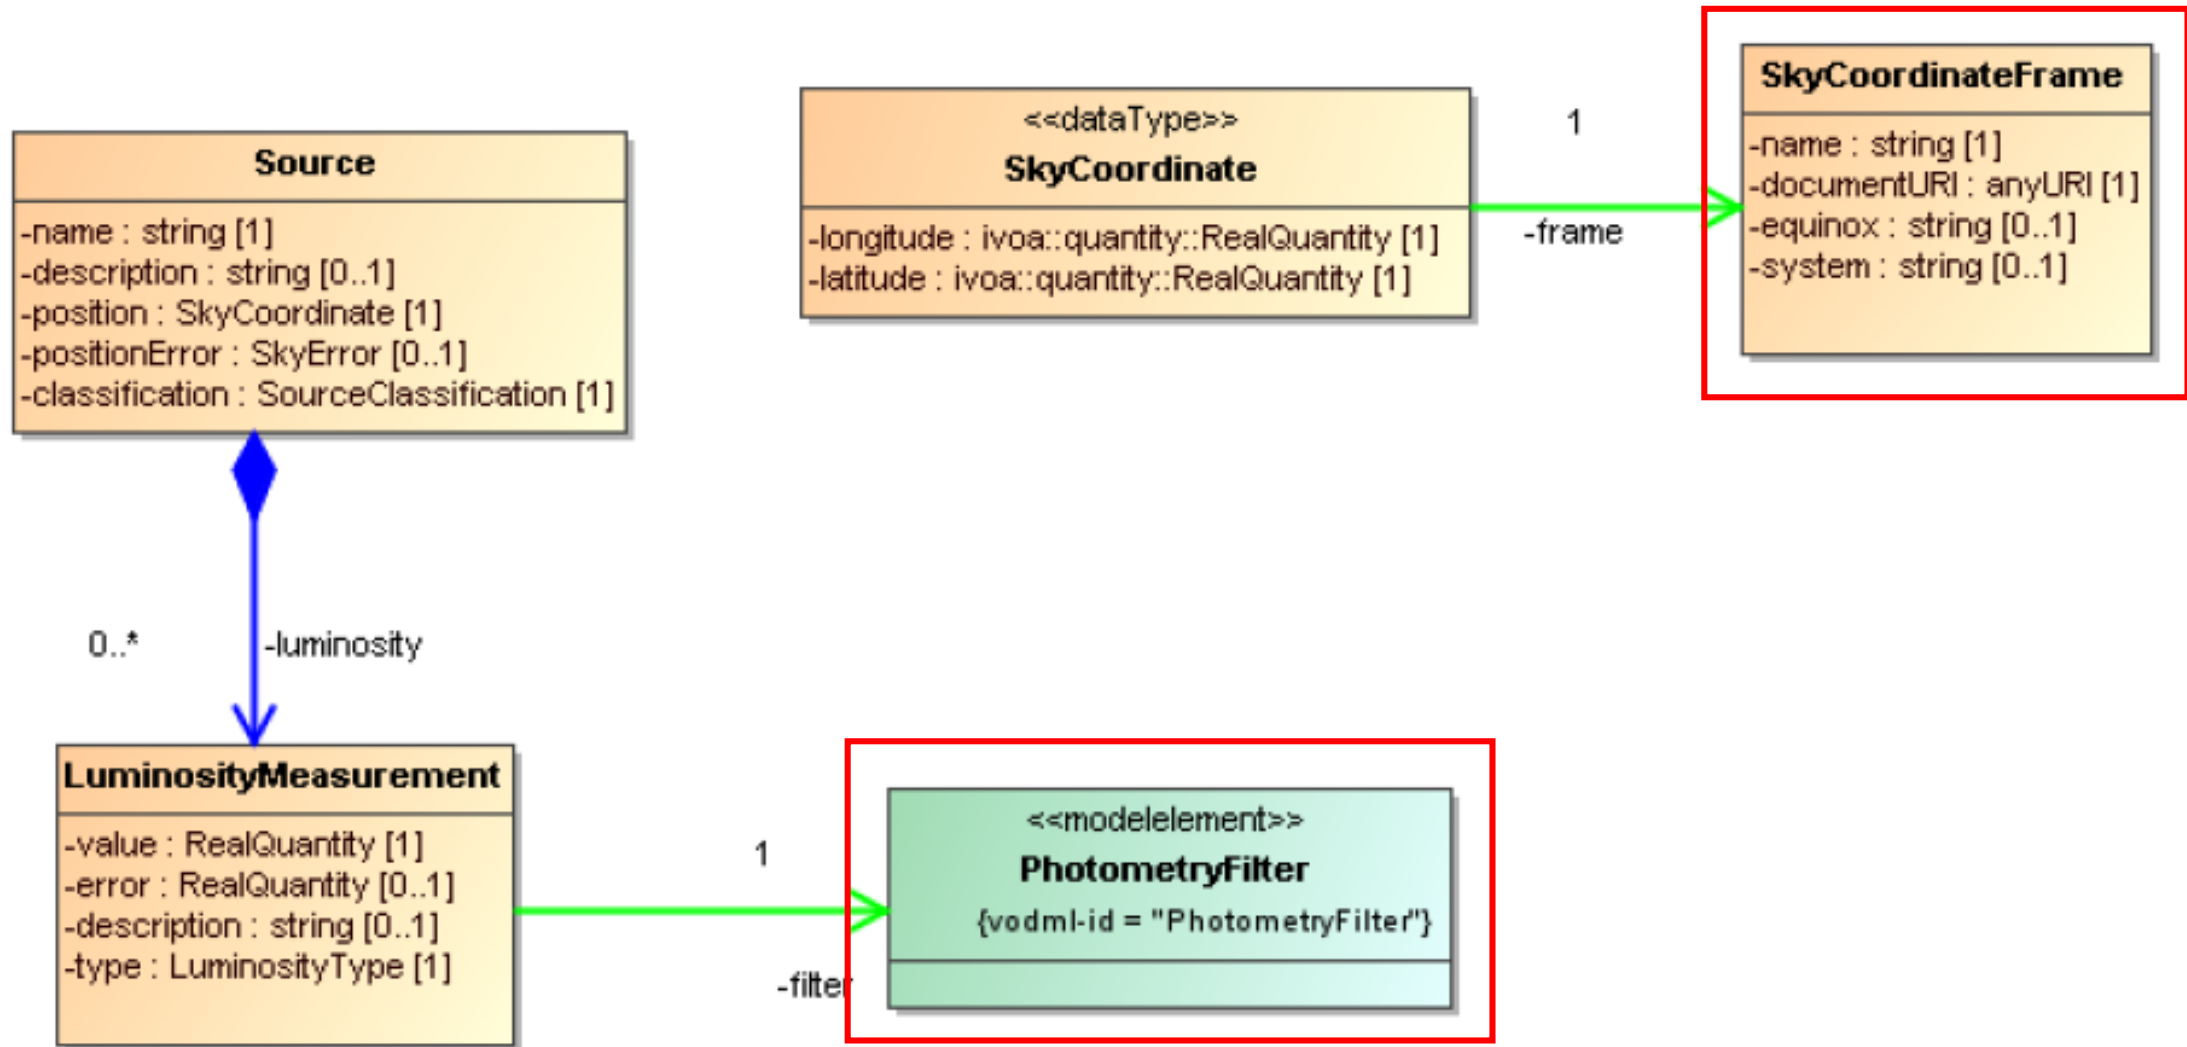 Source
-name : string [1]
-description : string [0..1]
-position : SkyCoordinate [1]
-positionError : SkyError [0..1]
-classification : SourceClassification [1]
<<dataType>>
SkyCoordinate
-longitude : ivoa::quantity::RealQuantity [1]
-latitude : ivoa::quantity::RealQuantity [1]
1
-frame
SkyCoordinateFrame
-name : string [1]
-documentURI : anyURI [1]
-equinox : string [0..1]
-system : string [0..1]
0..*
-luminosity
LuminosityMeasurement
-value : RealQuantity [1]
-error : RealQuantity [0..1]
-description : string [0..1]
-type : LuminosityType [1]
1
-filter
<<modelelement>>
PhotometryFilter
{vodml-id = "PhotometryFilter"}